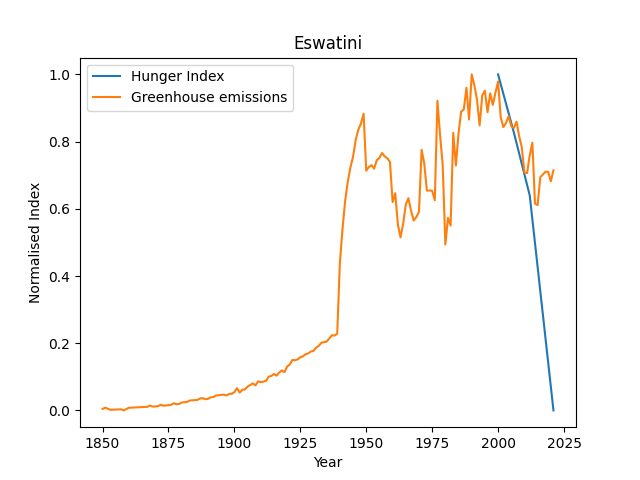 Eswatini
Hunger Index
Greenhouse emissions
1.0
0.8
0.6
0.4
0.2
0.0
Normalised Index
1850 1875 1900 1925 1950 1975 2000 2025
Year